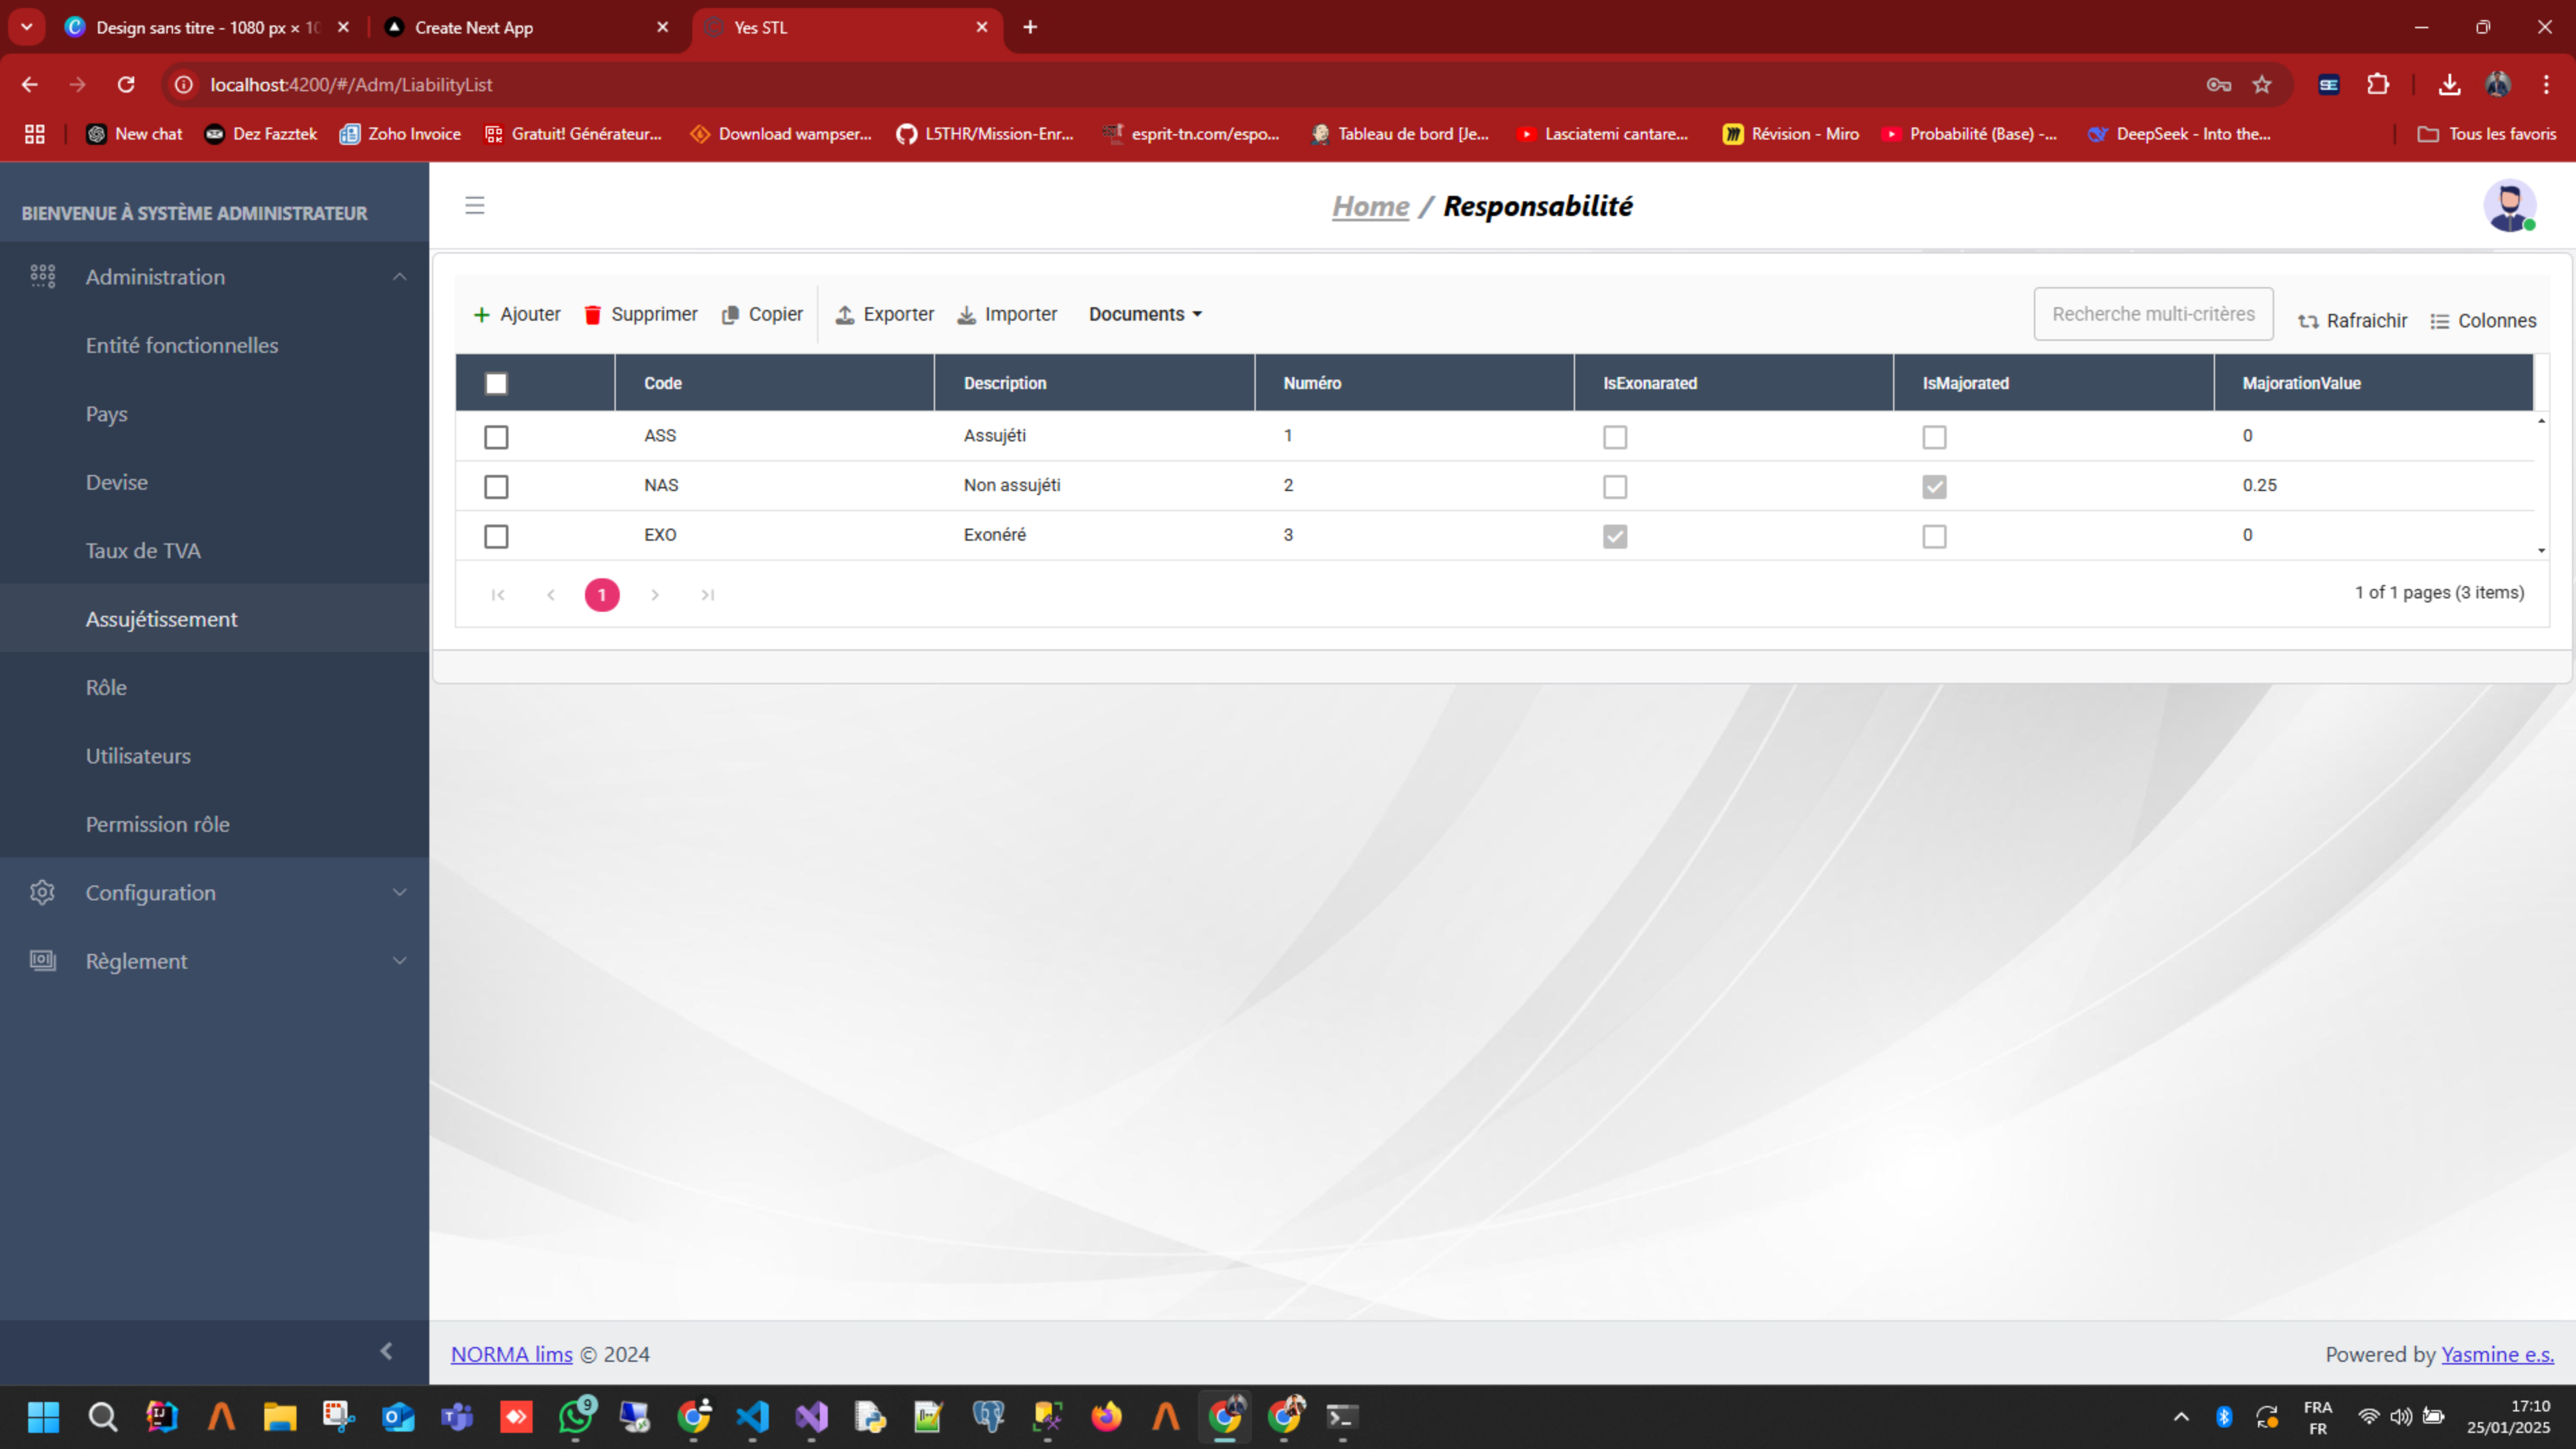 Design sans titre - 1080 px × 10
Create Next App
Yes STL
localhost:4200/#/Adm/LiabilityList
New chat
Dez Fazztek
Zoho Invoice
Gratuit! Générateur...
Download wampser...
L5THR/Mission-Enr...
esprit-tn.com/espo...
Tableau de bord [Je...
Lasciatemi cantare...
Révision - Miro
Probabilité (Base) -...
DeepSeek - Into the...
Tous les favoris
BIENVENUE À SYSTÈME ADMINISTRATEUR
Home / Responsabilité
Administration
Entité fonctionnelles
Pays
Devise
Taux de TVA
Assujétissement
Rôle
Utilisateurs
Permission rôle
Configuration
Règlement
Ajouter Supprimer Copier Exporter Importer Documents
Recherche multi-critères Rafraichir Colonnes
Code Description Numéro IsExonarated IsMajorated MajorationValue
ASS Assujéti 1 0
NAS Non assujéti 2 0.25
EXO Exonéré 3 0
1
1 of 1 pages (3 items)
NORMA lims © 2024
Powered by Yasmine e.s.
9
FRA
FR
17:10
25/01/2025